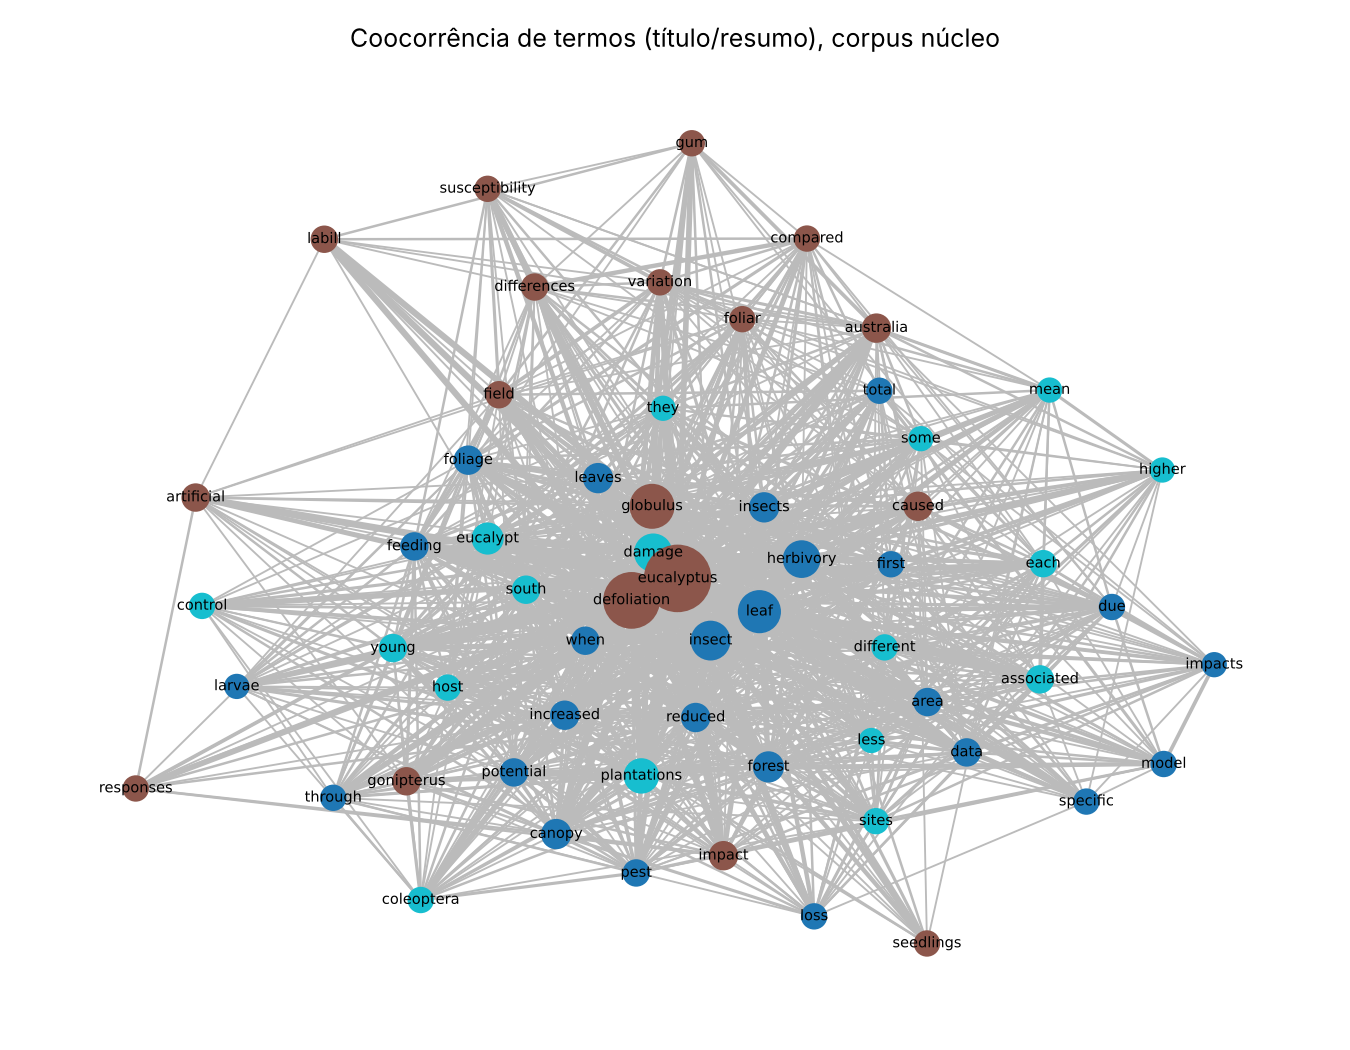 Coocorrência de termos (título/resumo), corpus núcleo
gum
susceptibility
labill
compared
variation
differences
foliar
australia
total
mean
field
they
some
foliage
higher
leaves
artificial
globulus
insects
caused
eucalypt
feeding
damage
herbivory
first
each
eucalyptus
south
defoliation
control
leaf
due
when
insect
young
different
impacts
associated
larvae
host
area
increased
reduced
less
data
model
forest
potential
plantations
gonipterus
responses
through
specific
sites
canopy
impact
pest
coleoptera
loss
seedlings